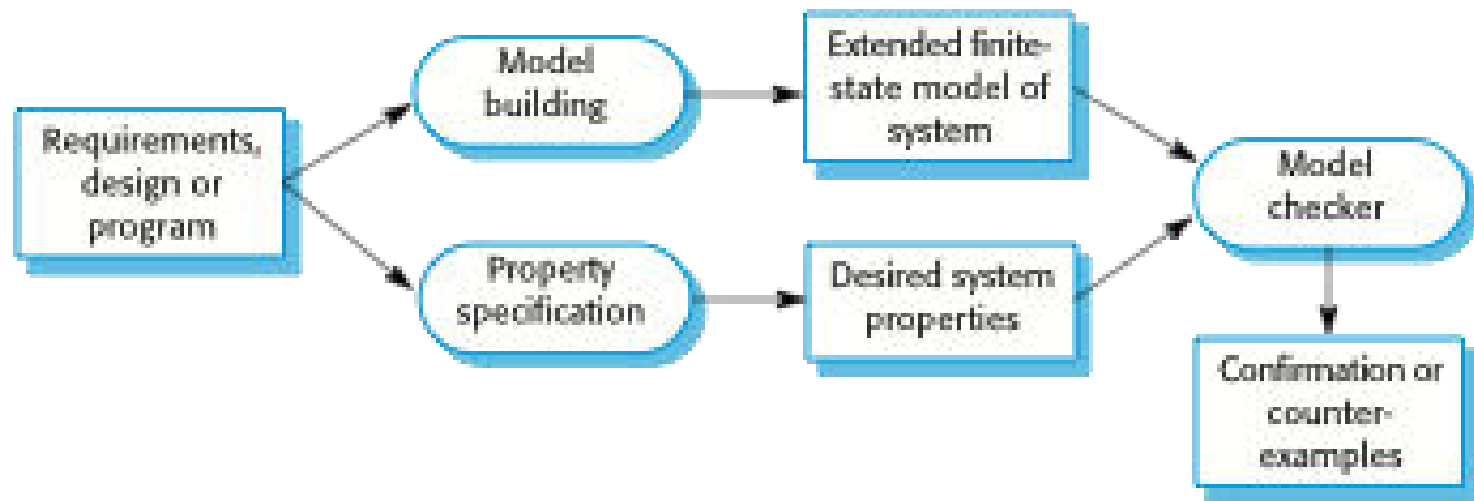 Requirements,
design or
program
Model
building
Extended finite-
state model of
system
Property
specification
Desired system
properties
Model
checker
Confirmation or
counter-
examples